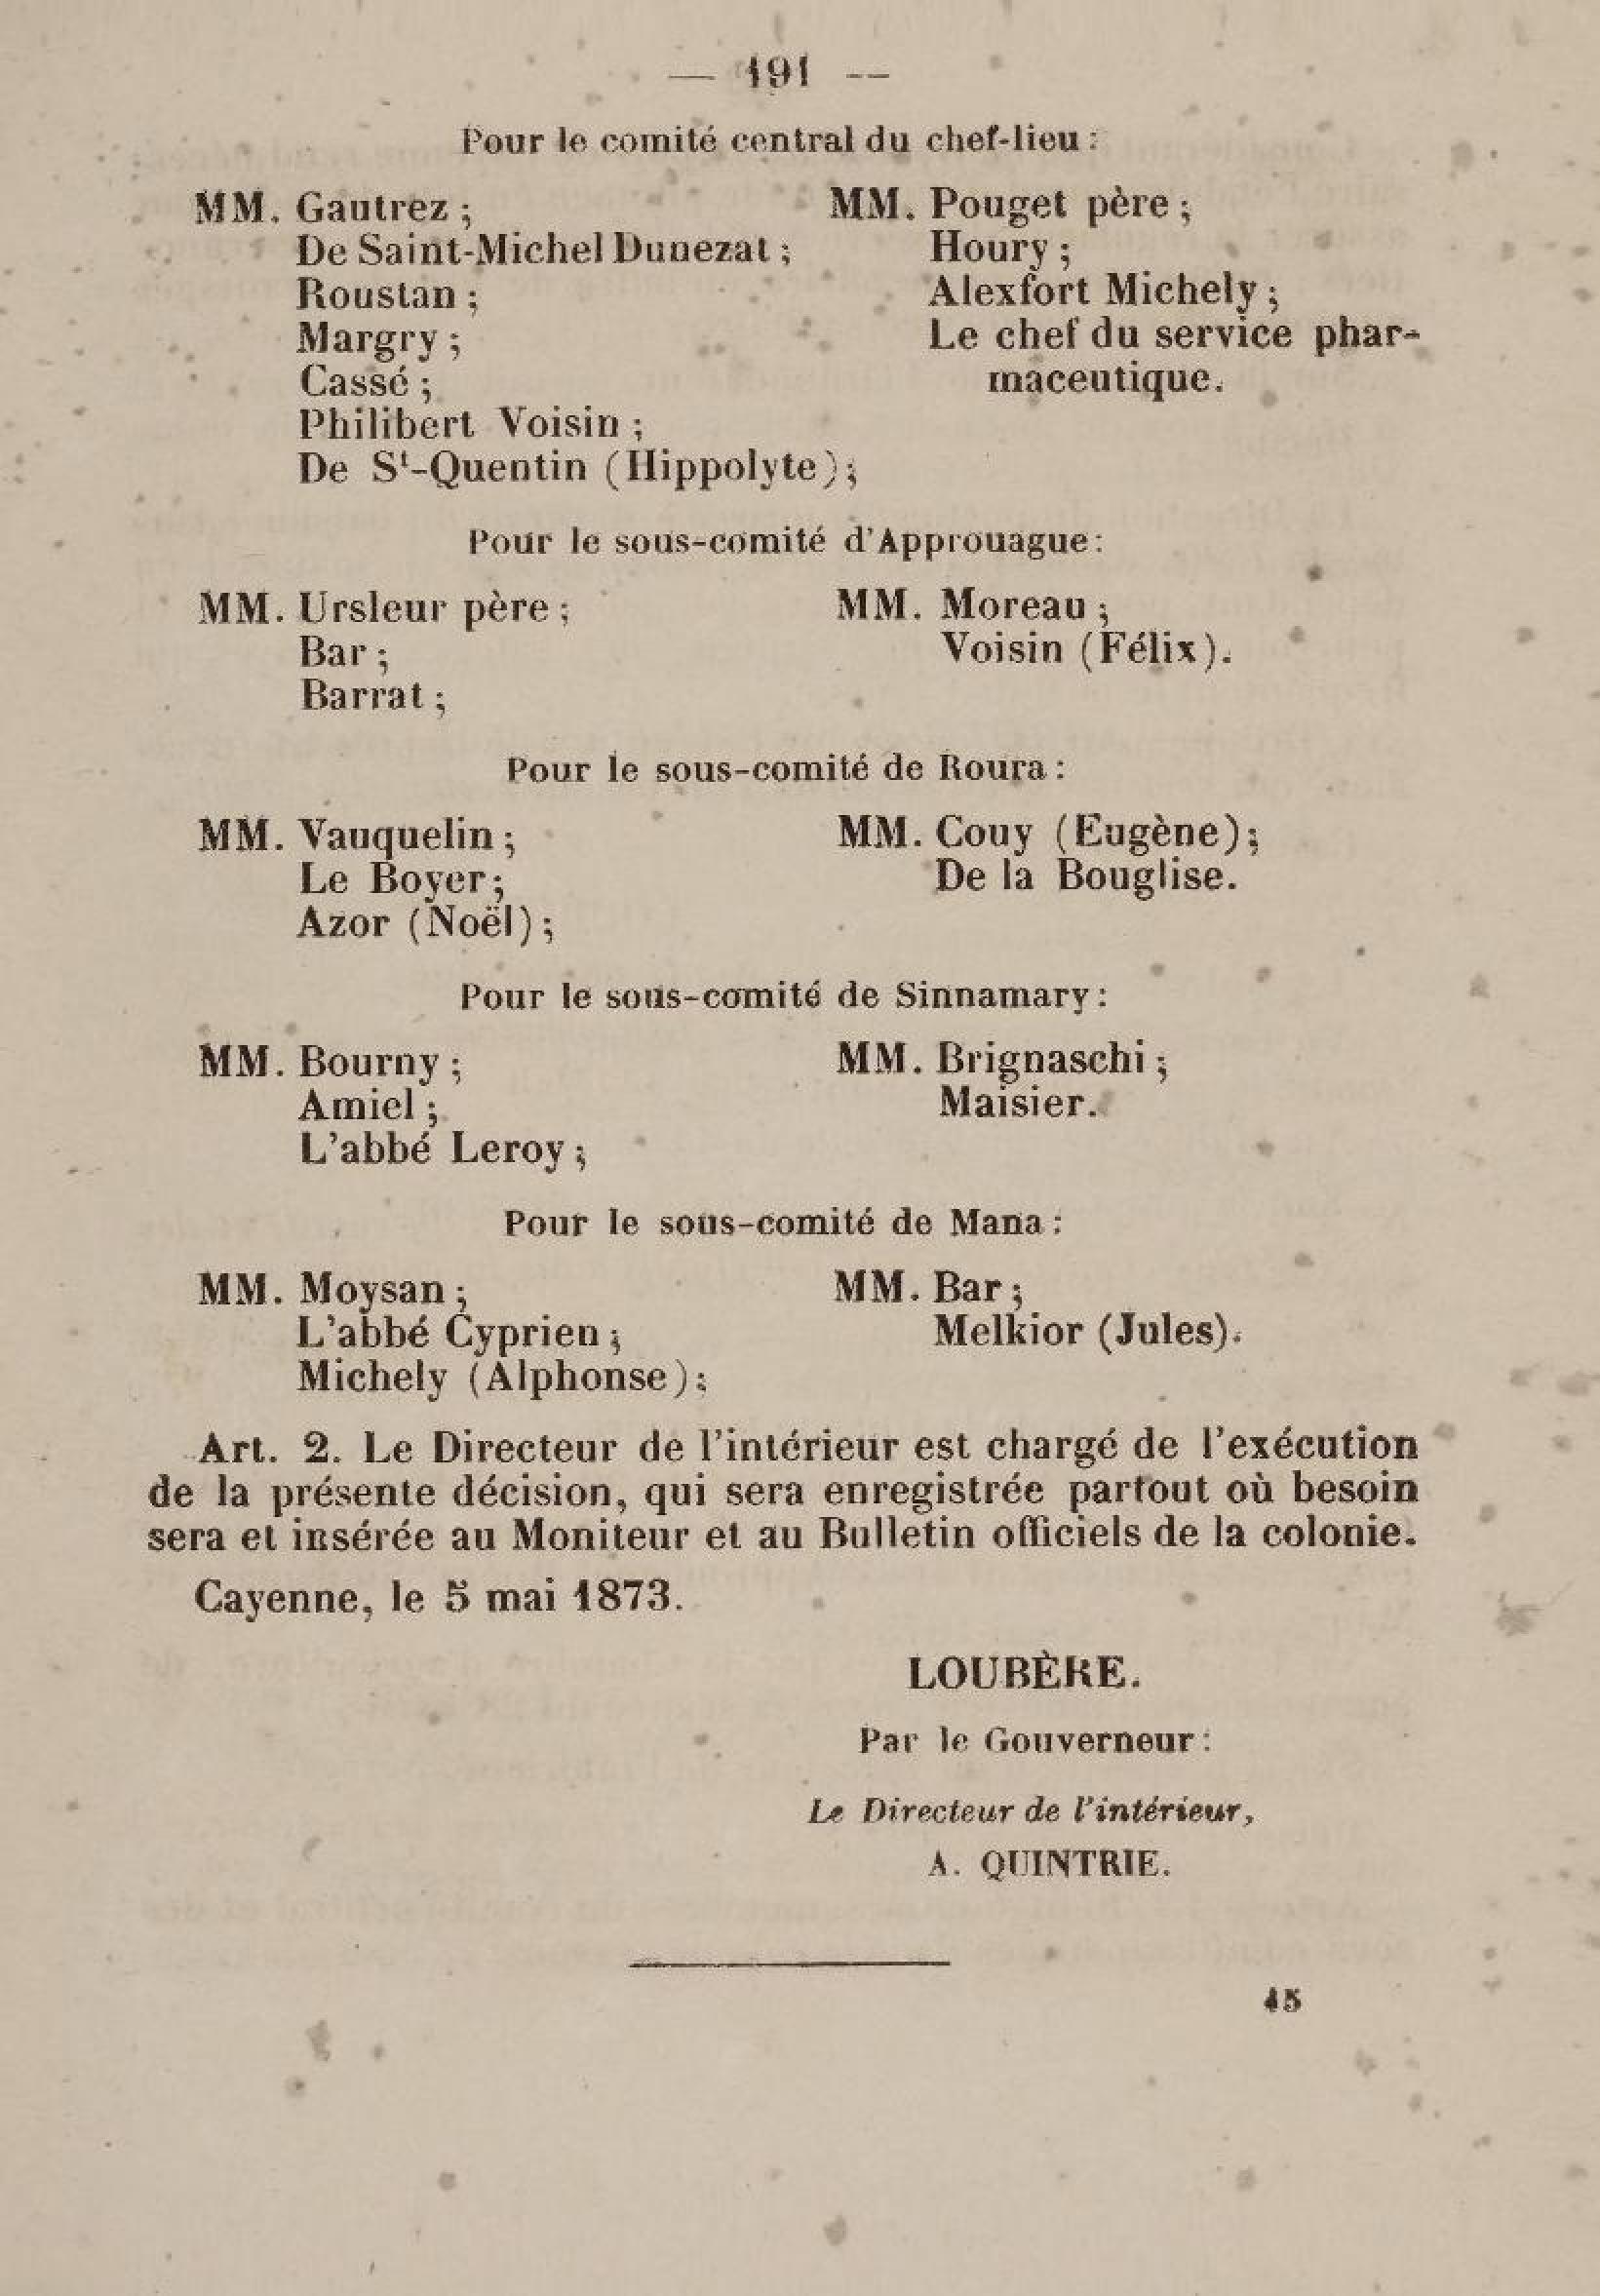 — 191 —
Pour le comité central du chef-lieu :
MM. Gautrez ;
De Saint-Michel Dunezat ;
Roustan ;
Margry ;
Cassé ;
Philibert Voisin ;
De St-Quentin (Hippolyte) ;
MM. Pouget père ;
Houry ;
Alexfort Michely ;
Le chef du service phar-
maceutique.
Pour le sous-comité d'Approuague :
MM. Ursleur père ;
Bar ;
Barrat ;
MM. Moreau ;
Voisin (Félix).
Pour le sous-comité de Roura :
MM. Vauquelin ;
Le Boyer ;
Azor (Noël) ;
MM. Couy (Eugène) ;
De la Bouglise.
Pour le sous-comité de Sinnamary :
MM. Bourny ;
Amiel ;
L'abbé Leroy ;
MM. Brignaschi ;
Maisier.
Pour le sous-comité de Mana :
MM. Moysan ;
L'abbé Cyprien ;
Michely (Alphonse) ;
MM. Bar ;
Melkior (Jules).
Art. 2. Le Directeur de l'intérieur est chargé de l'exécution
de la présente décision, qui sera enregistrée partout où besoin
sera et insérée au Moniteur et au Bulletin officiels de la colonie.
Cayenne, le 5 mai 1873.
LOUBÈRE.
Par le Gouverneur :
Le Directeur de l'intérieur,
A. QUINTRIE.
15